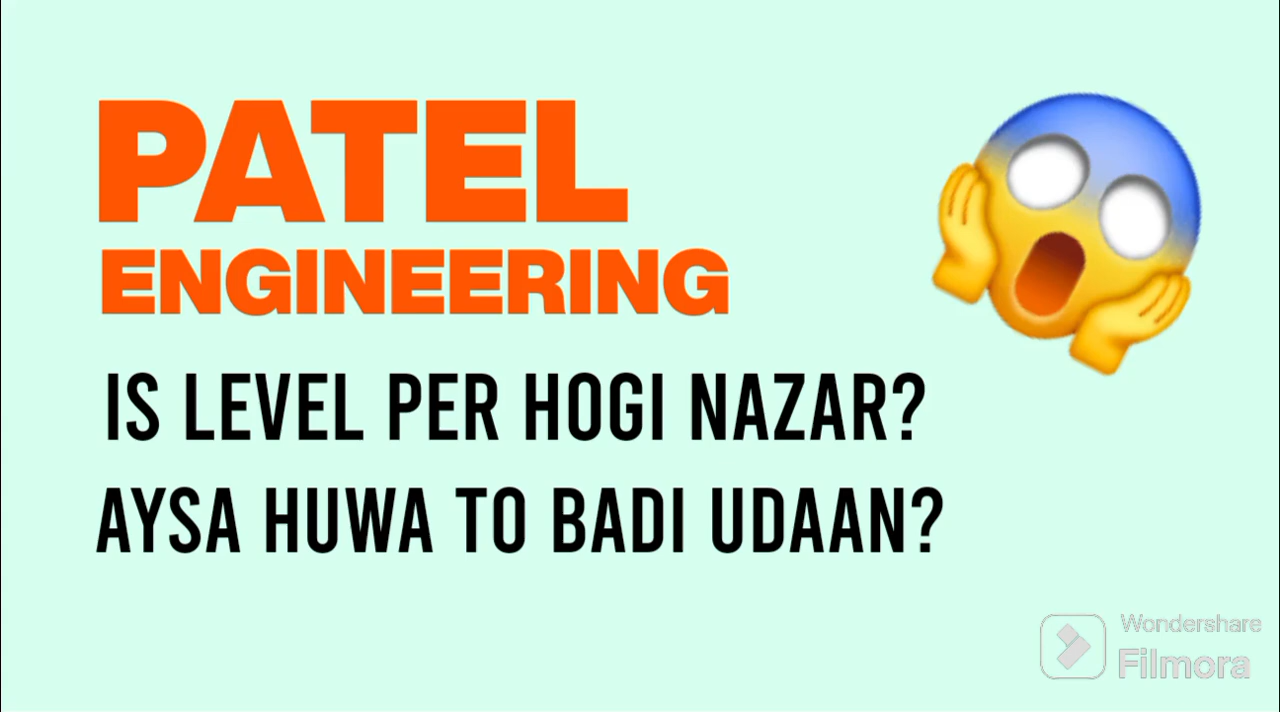 PATEL
ENGINEERING
IS LEVEL PER HOGI NAZAR?
AYSA HUWA TO BADI UDAAN?
Wondershare
Filmora